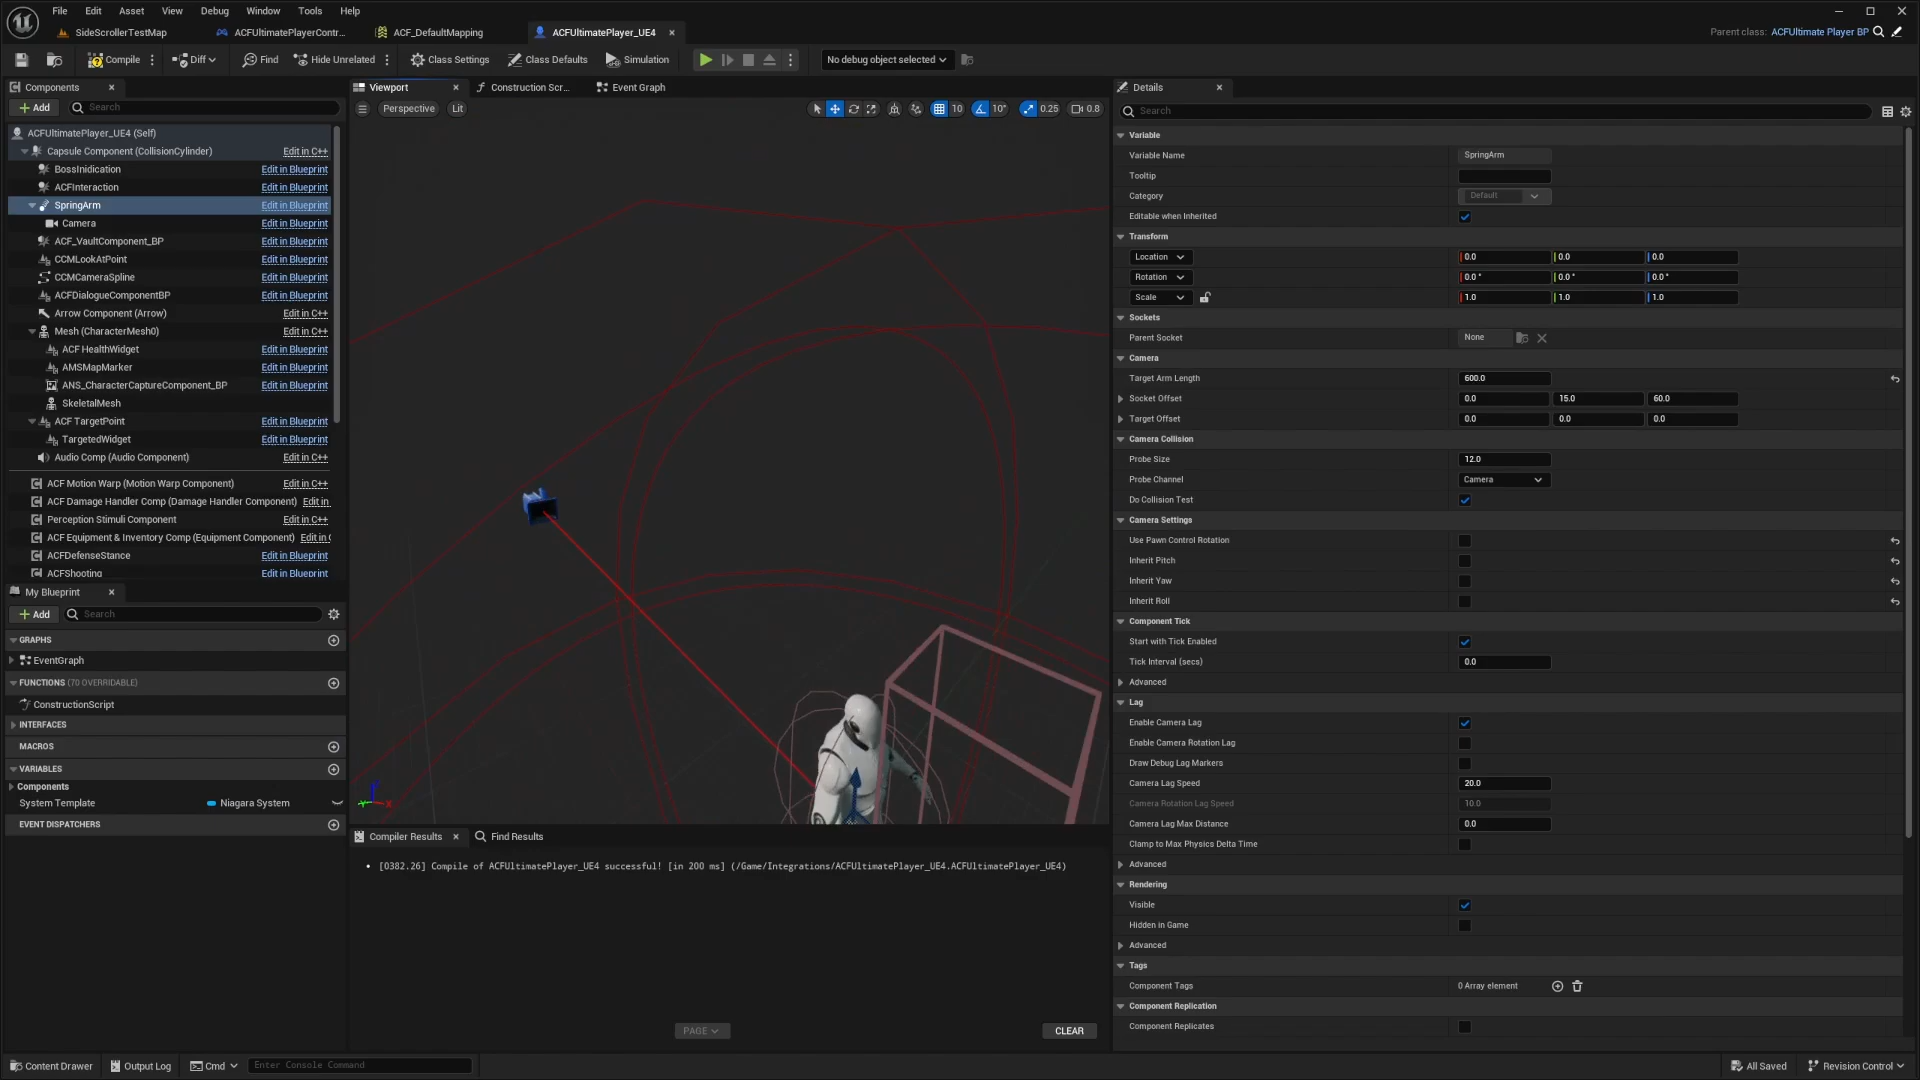 File Edit Asset View Debug Window Tools Help
SideScrollerTestMap ACFUltimatePlayerContr... ACF_DefaultMapping ACFUltimatePlayer_UE4
Parent class: ACFUltimate Player BP
Compile Diff Find Hide Unrelated Class Settings Class Defaults Simulation No debug object selected
Components
Add Search
ACFUltimatePlayer_UE4 (Self)
Capsule Component (CollisionCylinder) Edit in C++
BossInidication Edit in Blueprint
ACFInteraction Edit in Blueprint
SpringArm Edit in Blueprint
Camera Edit in Blueprint
ACF_VaultComponent_BP Edit in Blueprint
CCMLookAtPoint Edit in Blueprint
CCMCameraSpline Edit in Blueprint
ACFDialogueComponentBP Edit in Blueprint
Arrow Component (Arrow) Edit in C++
Mesh (CharacterMesh0) Edit in C++
ACF HealthWidget Edit in Blueprint
AMSMapMarker Edit in Blueprint
ANS_CharacterCaptureComponent_BP Edit in Blueprint
SkeletalMesh
ACF TargetPoint Edit in Blueprint
TargetedWidget Edit in Blueprint
Audio Comp (Audio Component) Edit in C++
ACF Motion Warp (Motion Warp Component) Edit in C++
ACF Damage Handler Comp (Damage Handler Component) Edit in
Perception Stimuli Component Edit in C++
ACF Equipment & Inventory Comp (Equipment Component) Edit in C
ACFDefenseStance Edit in Blueprint
ACFShooting Edit in Blueprint
My Blueprint
Add Search
GRAPHS
EventGraph
FUNCTIONS (70 OVERRIDABLE)
ConstructionScript
INTERFACES
MACROS
VARIABLES
Components
System Template Niagara System
EVENT DISPATCHERS
Viewport Construction Scr... Event Graph
Perspective Lit 10 10° 0.25 0.8
Z
Y X
Compiler Results Find Results
• [0382.26] Compile of ACFUltimatePlayer_UE4 successful! [in 200 ms] (/Game/Integrations/ACFUltimatePlayer_UE4.ACFUltimatePlayer_UE4)
PAGE CLEAR
Details
Search
Variable
Variable Name SpringArm
Tooltip
Category Default
Editable when Inherited
Transform
Location 0.0 0.0 0.0
Rotation 0.0 ° 0.0 ° 0.0 °
Scale 1.0 1.0 1.0
Sockets
Parent Socket None
Camera
Target Arm Length 600.0
Socket Offset 0.0 15.0 60.0
Target Offset 0.0 0.0 0.0
Camera Collision
Probe Size 12.0
Probe Channel Camera
Do Collision Test
Camera Settings
Use Pawn Control Rotation
Inherit Pitch
Inherit Yaw
Inherit Roll
Component Tick
Start with Tick Enabled
Tick Interval (secs) 0.0
Advanced
Lag
Enable Camera Lag
Enable Camera Rotation Lag
Draw Debug Lag Markers
Camera Lag Speed 20.0
Camera Rotation Lag Speed 10.0
Camera Lag Max Distance 0.0
Clamp to Max Physics Delta Time
Advanced
Rendering
Visible
Hidden in Game
Advanced
Tags
Component Tags 0 Array element
Component Replication
Component Replicates
Content Drawer Output Log Cmd Enter Console Command All Saved Revision Control